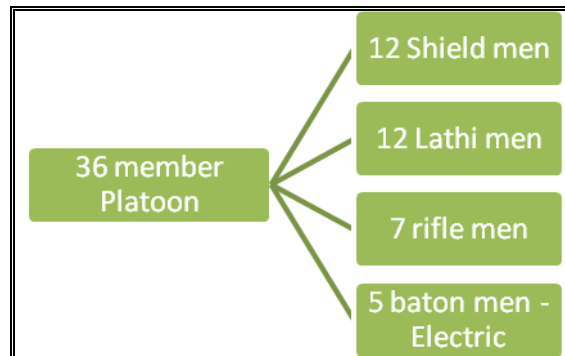 36 member
Platoon
12 Shield men
12 Lathi men
7 rifle men
5 baton men -
Electric